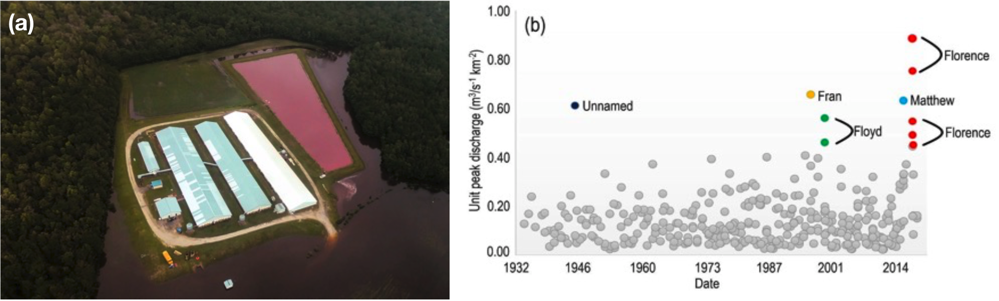 (a)
(b)
Unit peak discharge (m³/s⁻¹ km⁻²)
1.00
0.80
0.60
0.40
0.20
0.00
Florence
Fran
Matthew
Unnamed
Floyd
Florence
1932 1946 1960 1973 1987 2001 2014
Date